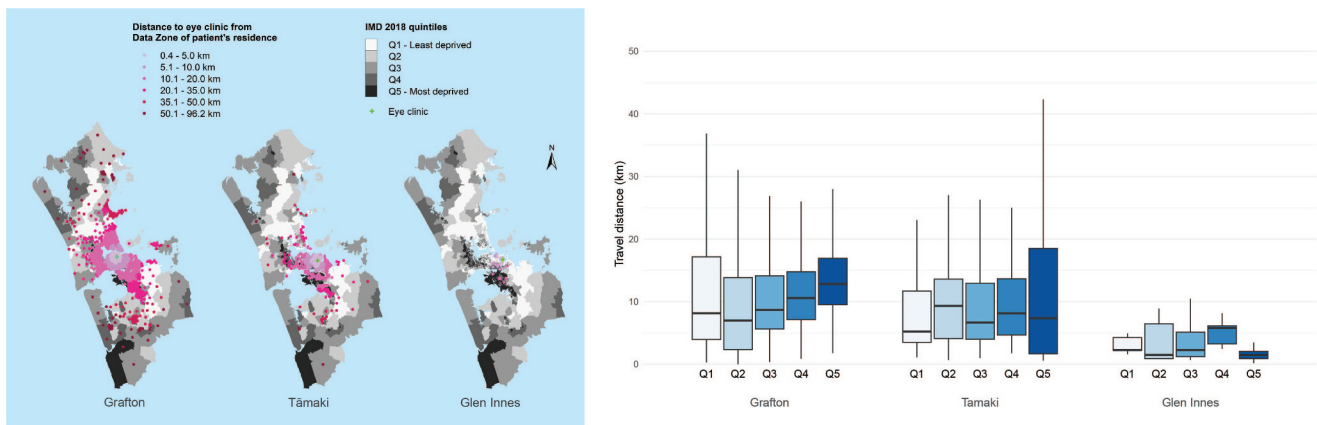 Distance to eye clinic from
Data Zone of patient's residence
0.4 - 5.0 km
5.1 - 10.0 km
10.1 - 20.0 km
20.1 - 35.0 km
35.1 - 50.0 km
50.1 - 96.2 km
IMD 2018 quintiles
Q1 - Least deprived
Q2
Q3
Q4
Q5 - Most deprived
Eye clinic
N
Grafton
Tāmaki
Glen Innes
Travel distance (km)
50
40
30
20
10
0
Q1 Q2 Q3 Q4 Q5 Q1 Q2 Q3 Q4 Q5 Q1 Q2 Q3 Q4 Q5
Grafton Tamaki Glen Innes